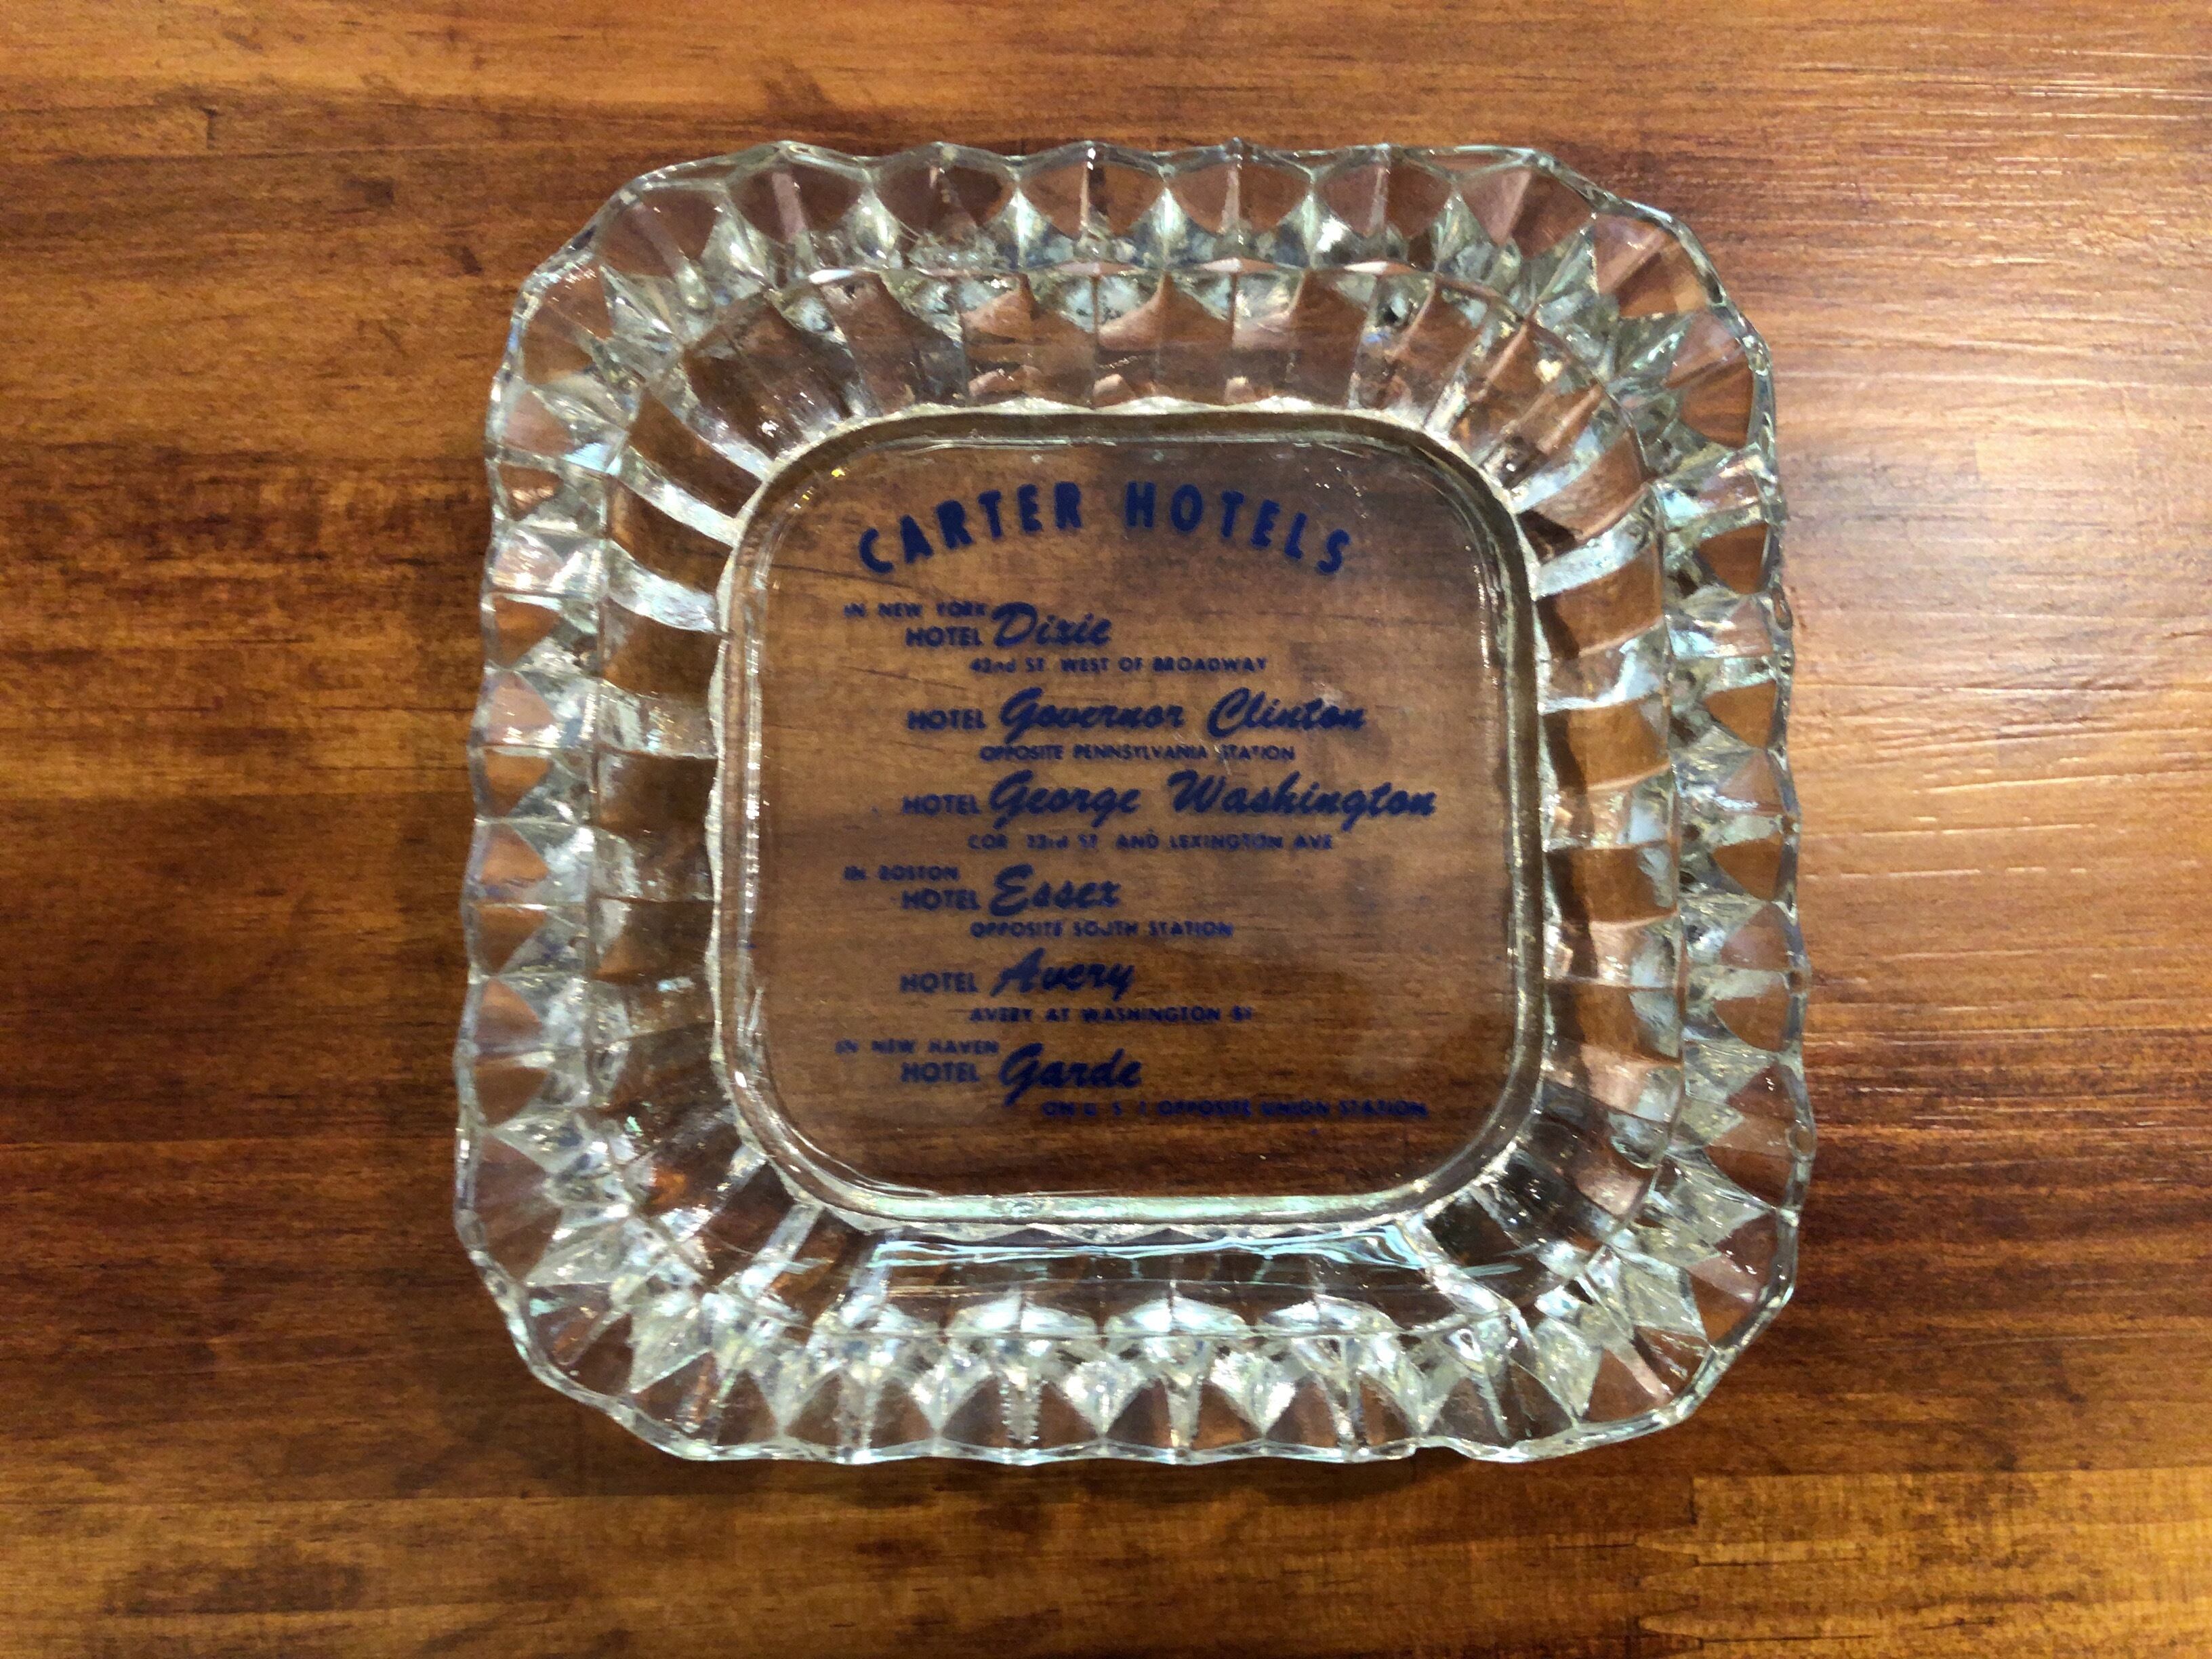 CARTER HOTELS
IN NEW YORK
HOTEL Dixie
42nd ST. WEST OF BROADWAY
HOTEL Governor Clinton
OPPOSITE PENNSYLVANIA STATION
HOTEL George Washington
COR. 23rd ST. AND LEXINGTON AVE
IN BOSTON
HOTEL Essex
OPPOSITE SOUTH STATION
HOTEL Avery
AVERY AT WASHINGTON ST
IN NEW HAVEN
HOTEL Garde
ON U. S. 1 OPPOSITE UNION STATION